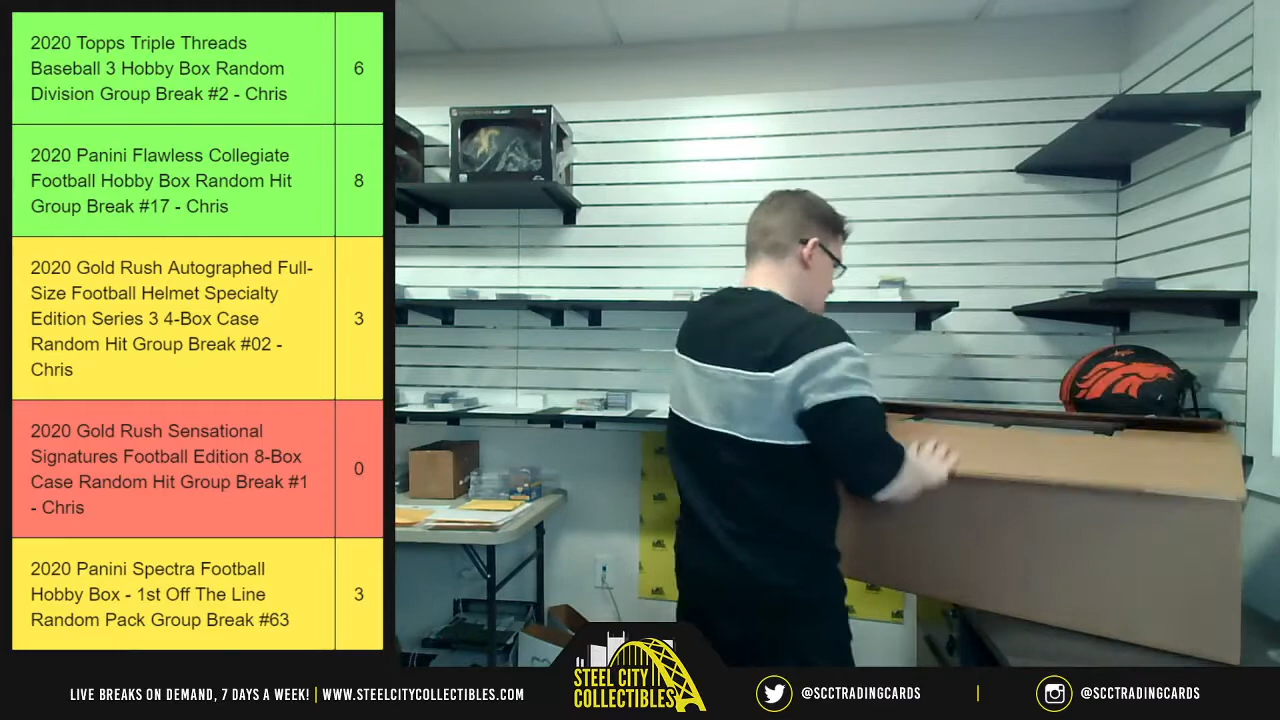 2020 Topps Triple Threads
Baseball 3 Hobby Box Random
Division Group Break #2 - Chris
6
2020 Panini Flawless Collegiate
Football Hobby Box Random Hit
Group Break #17 - Chris
8
2020 Gold Rush Autographed Full-
Size Football Helmet Specialty
Edition Series 3 4-Box Case
Random Hit Group Break #02 -
Chris
3
2020 Gold Rush Sensational
Signatures Football Edition 8-Box
Case Random Hit Group Break #1
- Chris
0
2020 Panini Spectra Football
Hobby Box - 1st Off The Line
Random Pack Group Break #63
3
LIVE BREAKS ON DEMAND, 7 DAYS A WEEK! | WWW.STEELCITYCOLLECTIBLES.COM
STEEL CITY
COLLECTIBLES
@SCCTRADINGCARDS
@SCCTRADINGCARDS